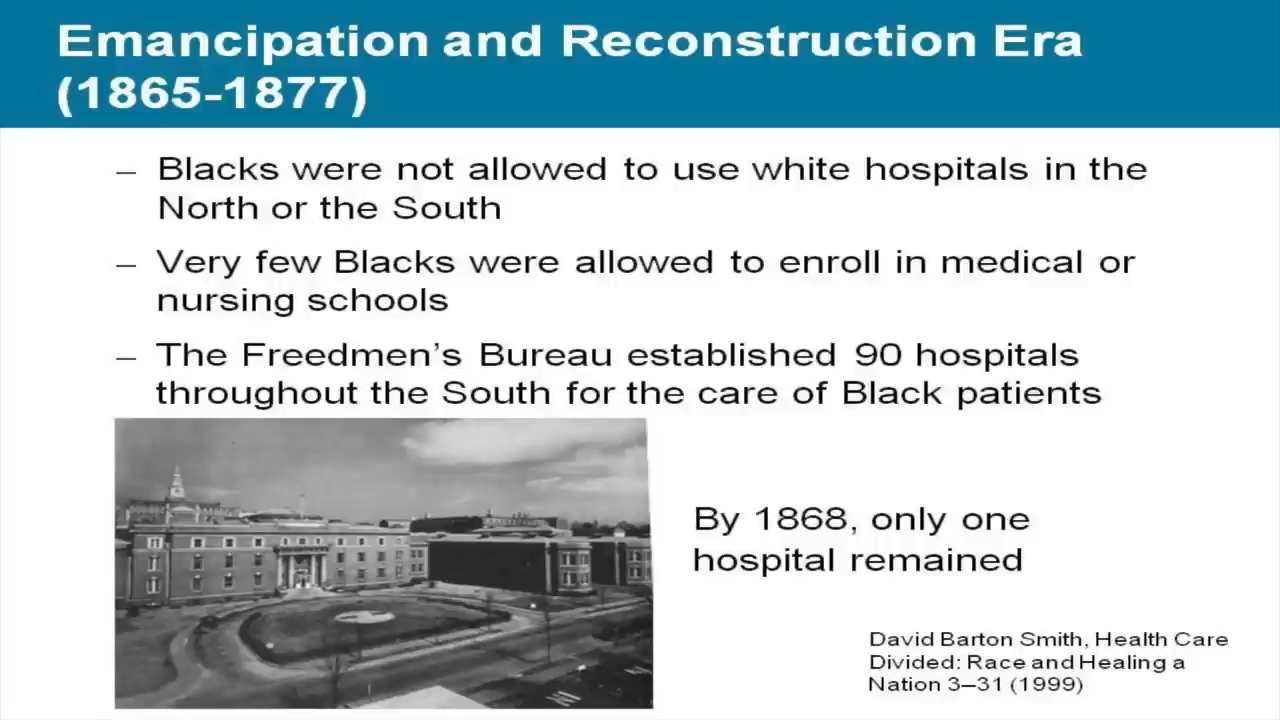 Emancipation and Reconstruction Era
(1865-1877)
– Blacks were not allowed to use white hospitals in the
North or the South
– Very few Blacks were allowed to enroll in medical or
nursing schools
– The Freedmen’s Bureau established 90 hospitals
throughout the South for the care of Black patients
By 1868, only one
hospital remained
David Barton Smith, Health Care
Divided: Race and Healing a
Nation 3–31 (1999)